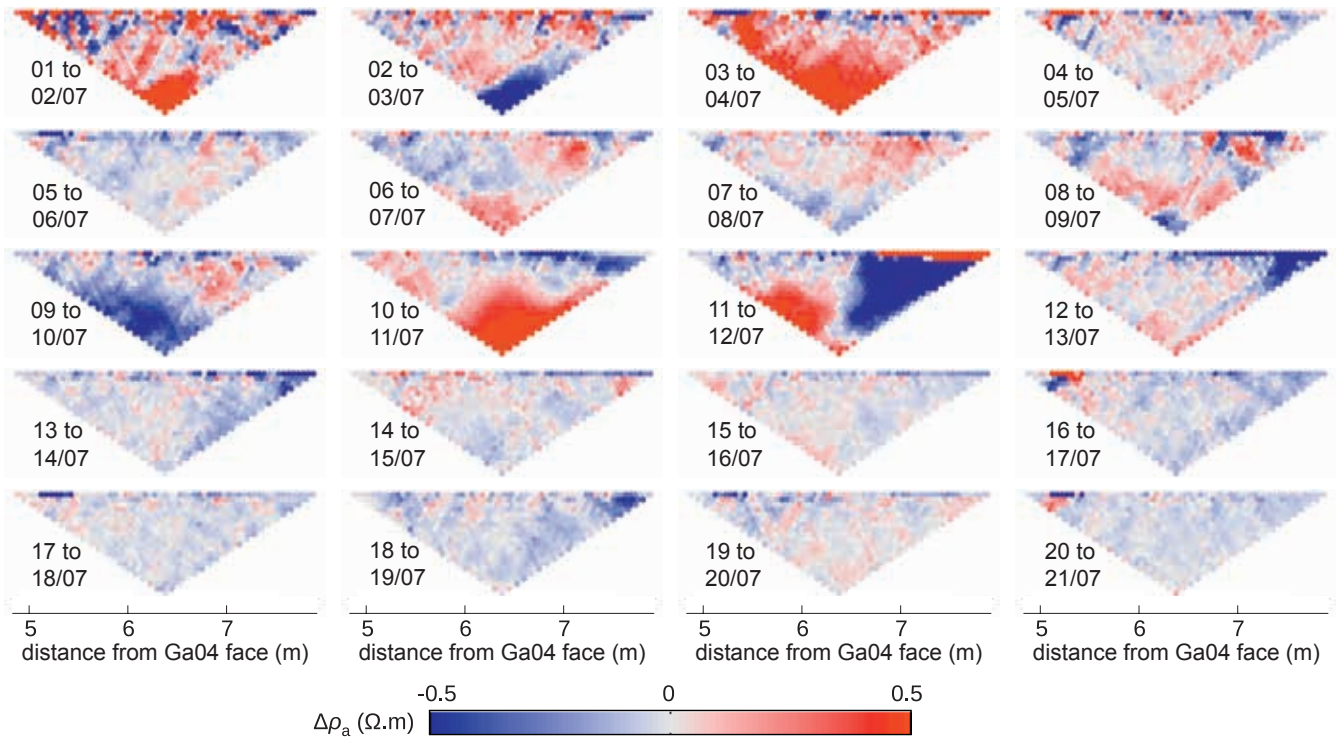 01 to
02/07
02 to
03/07
03 to
04/07
04 to
05/07
05 to
06/07
06 to
07/07
07 to
08/07
08 to
09/07
09 to
10/07
10 to
11/07
11 to
12/07
12 to
13/07
13 to
14/07
14 to
15/07
15 to
16/07
16 to
17/07
17 to
18/07
18 to
19/07
19 to
20/07
20 to
21/07
5 6 7
5 6 7
5 6 7
5 6 7
distance from Ga04 face (m)
distance from Ga04 face (m)
distance from Ga04 face (m)
distance from Ga04 face (m)
-0.5 0 0.5
Δρa (Ω.m)